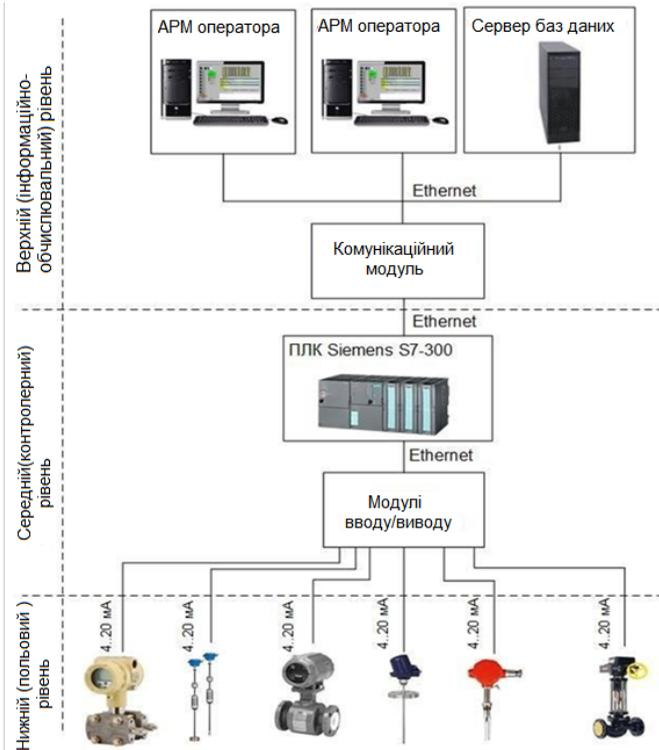 АРМ оператора
АРМ оператора
Сервер баз даних
Верхній (інформаційно-
обчислювальний) рівень
Ethernet
Комунікаційний
модуль
Ethernet
ПЛК Siemens S7-300
Середній(контроперний)
рівень
Ethernet
Модулі
вводу/виводу
Нижній (польовий )
рівень
4..20 мА
4..20 мА
4..20 мА
4..20 мА
4..20 мА
4..20 мА